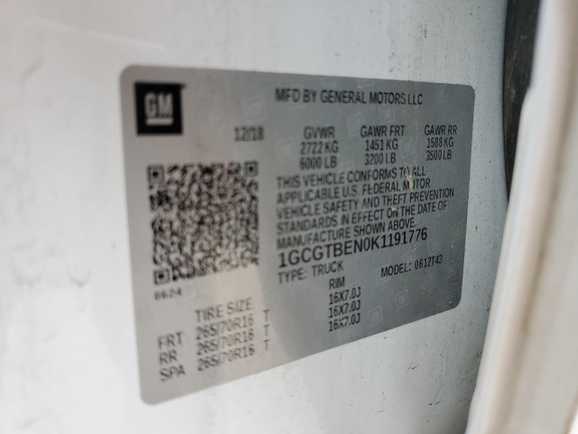 GM
MFD BY GENERAL MOTORS LLC
12/18 GVWR GAWR FRT GAWR RR
2722 KG 1451 KG 1588 KG
6000 LB 3200 LB 3500 LB
THIS VEHICLE CONFORMS TO ALL
APPLICABLE U.S. FEDERAL MOTOR
VEHICLE SAFETY AND THEFT PREVENTION
STANDARDS IN EFFECT ON THE DATE OF
MANUFACTURE SHOWN ABOVE.
1GCGTBEN0K1191776
TYPE: TRUCK MODEL: 0612T43
TIRE SIZE RIM
FRT 265/70R16 T 16X7.0J
RR 265/70R16 T 16X7.0J
SPA 265/70R16 T 16X7.0J